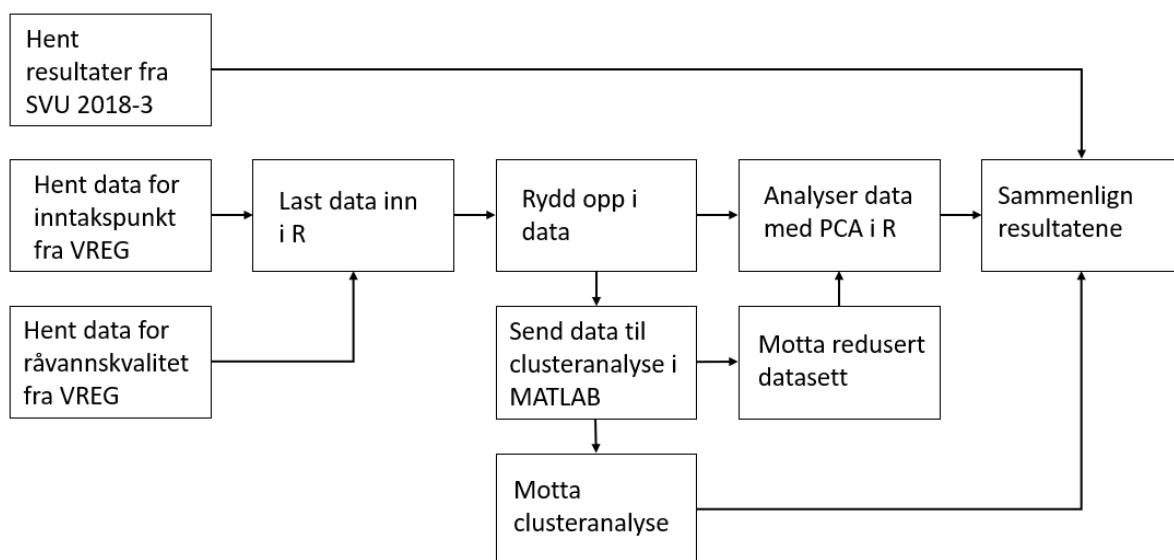 Hent
resultater fra
SVU 2018-3
Hent data for
inntakspunkt
fra VREG
Last data inn
i R
Rydd opp i
data
Analyser data
med PCA i R
Sammenlign
resultatene
Hent data for
råvannskvalitet
fra VREG
Send data til
clusteranalyse i
MATLAB
Motta redusert
datasett
Motta
clusteranalyse